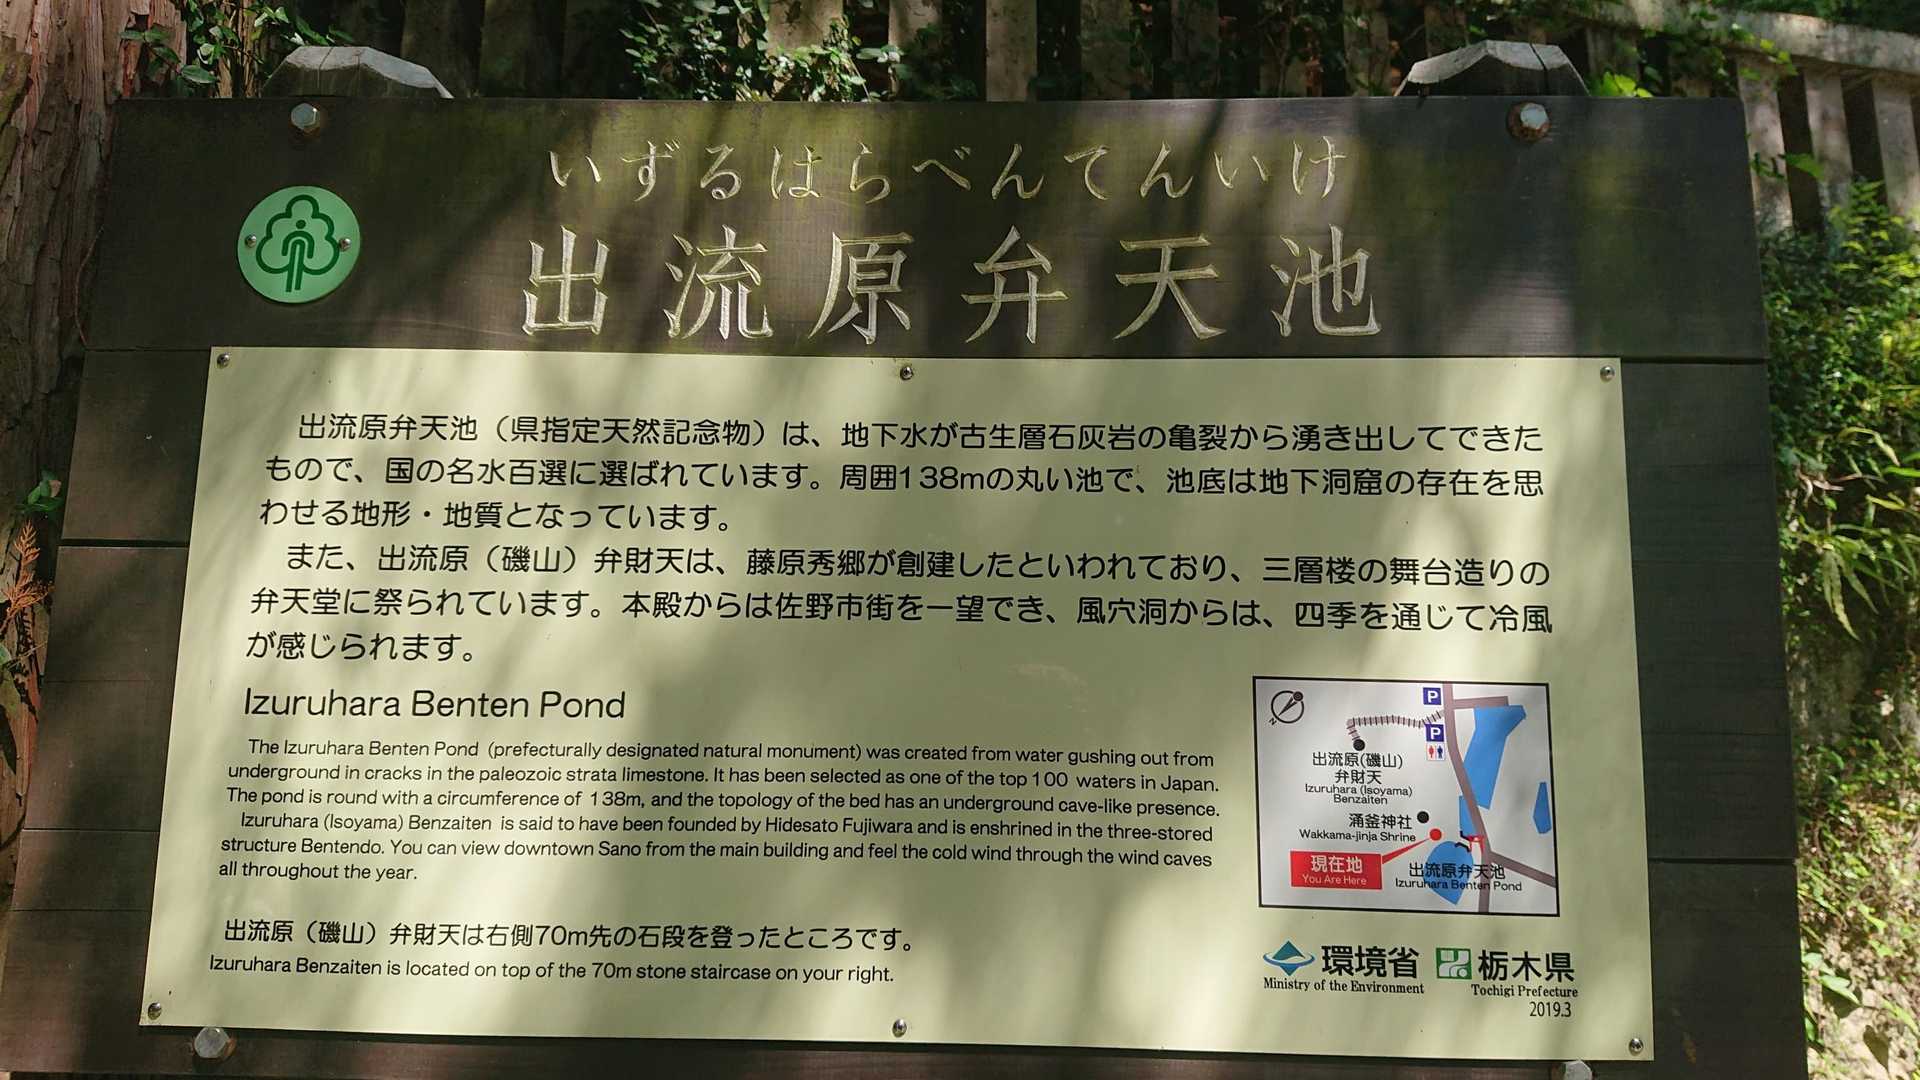 いずるはらべんてんいけ
出流原弁天池
出流原弁天池（県指定天然記念物）は、地下水が古生層石灰岩の亀裂から湧き出してできた
もので、国の名水百選に選ばれています。周囲138mの丸い池で、池底は地下洞窟の存在を思
わせる地形・地質となっています。
また、出流原（磯山）弁財天は、藤原秀郷が創建したといわれており、三層楼の舞台造りの
弁天堂に祭られています。本殿からは佐野市街を一望でき、風穴洞からは、四季を通じて冷風
が感じられます。
Izuruhara Benten Pond
The Izuruhara Benten Pond (prefecturally designated natural monument) was created from water gushing out from
underground in cracks in the paleozoic strata limestone. It has been selected as one of the top 100 waters in Japan.
The pond is round with a circumference of 138m, and the topology of the bed has an underground cave-like presence.
Izuruhara (Isoyama) Benzaiten is said to have been founded by Hidesato Fujiwara and is enshrined in the three-stored
structure Bentendo. You can view downtown Sano from the main building and feel the cold wind through the wind caves
all throughout the year.
出流原（磯山）弁財天は右側70m先の石段を登ったところです。
Izuruhara Benzaiten is located on top of the 70m stone staircase on your right.
N
P
P
出流原(磯山)
弁財天
Izuruhara (Isoyama)
Benzaiten
涌釜神社
Wakkama-jinja Shrine
現在地
You Are Here
出流原弁天池
Izuruhara Benten Pond
環境省
Ministry of the Environment
栃木県
Tochigi Prefecture
2019.3